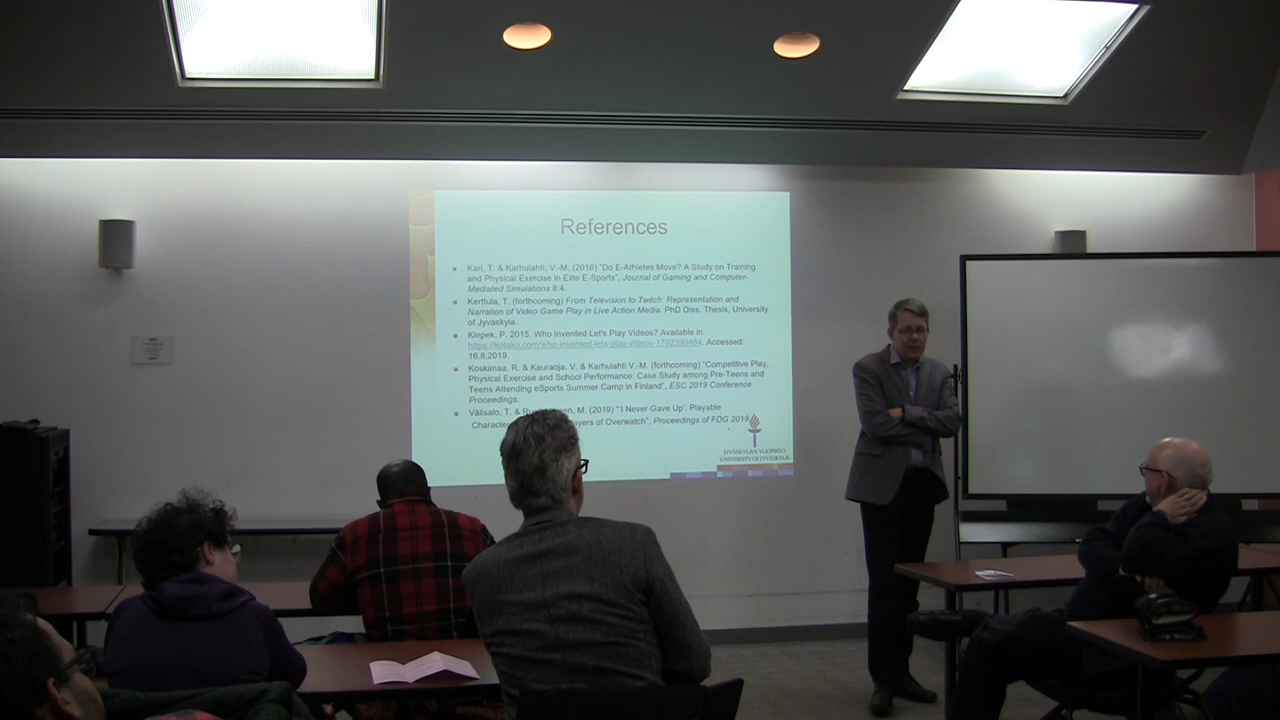 References
Kari, T. & Karhulahti, V.-M. (2016) "Do E-Athletes Move? A Study on Training
and Physical Exercise in Elite E-Sports", Journal of Gaming and Computer-
Mediated Simulations 8:4.
Kerttula, T. (forthcoming) From Television to Twitch: Representation and
Narration of Video Game Play in Live Action Media. PhD Diss. Thesis, University
of Jyvaskyla.
Klepek, P. 2015. Who Invented Let's Play Videos? Available in:
https://kotaku.com/who-invented-lets-play-videos-1702390484. Accessed:
16.8.2019.
Koskimaa, R. & Kauraoja, V. & Karhulahti V.-M. (forthcoming) "Competitive Play,
Physical Exercise and School Performance: Case Study among Pre-Teens and
Teens Attending eSports Summer Camp in Finland", ESC 2019 Conference
Proceedings.
Välisalo, T. & M. (2019) "'I Never Gave Up'. Playable
of Overwatch", Proceedings of FDG 2019
JYVÄSKYLÄN YLIOPISTO
UNIVERSITY OF JYVÄSKYLÄ